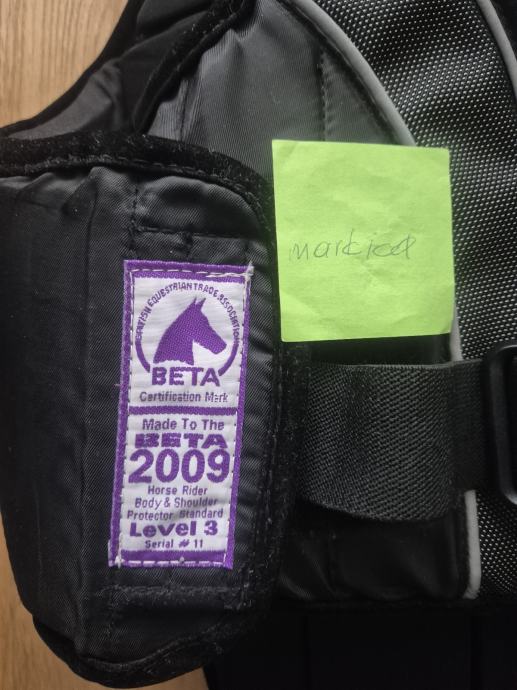 BRITISH EQUESTRIAN TRADE ASSOCIATION
BETA
Certification Mark
Made To The
BETA
2009
Horse Rider
Body & Shoulder
Protector Standard
Level 3
Serial # 11